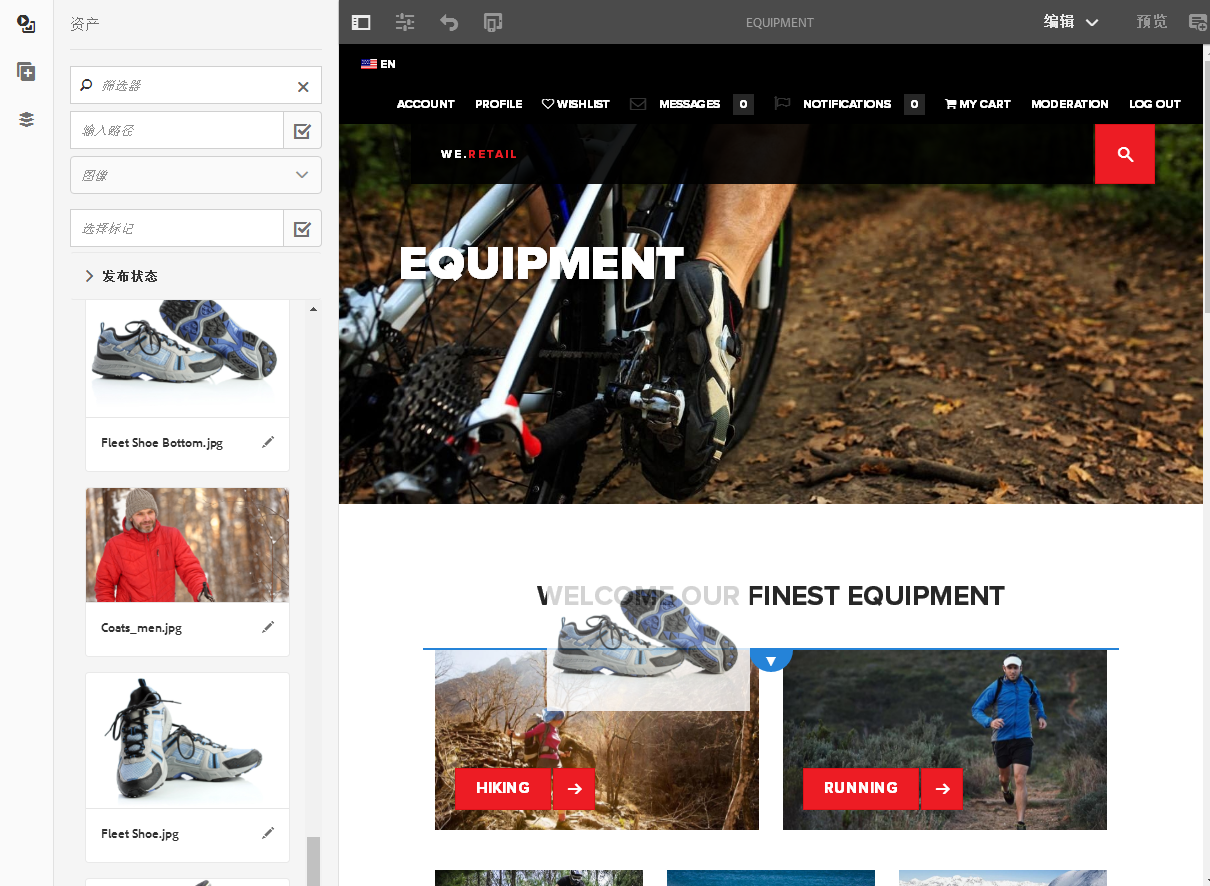 资产
筛选器
输入路径
图像
选择标记
发布状态
Fleet Shoe Bottom.jpg
Coats_men.jpg
Fleet Shoe.jpg
EQUIPMENT
编辑
预览
EN
ACCOUNT PROFILE WISHLIST MESSAGES 0 NOTIFICATIONS 0 MY CART MODERATION LOG OUT
WE.RETAIL
EQUIPMENT
WELCOME OUR FINEST EQUIPMENT
HIKING
RUNNING